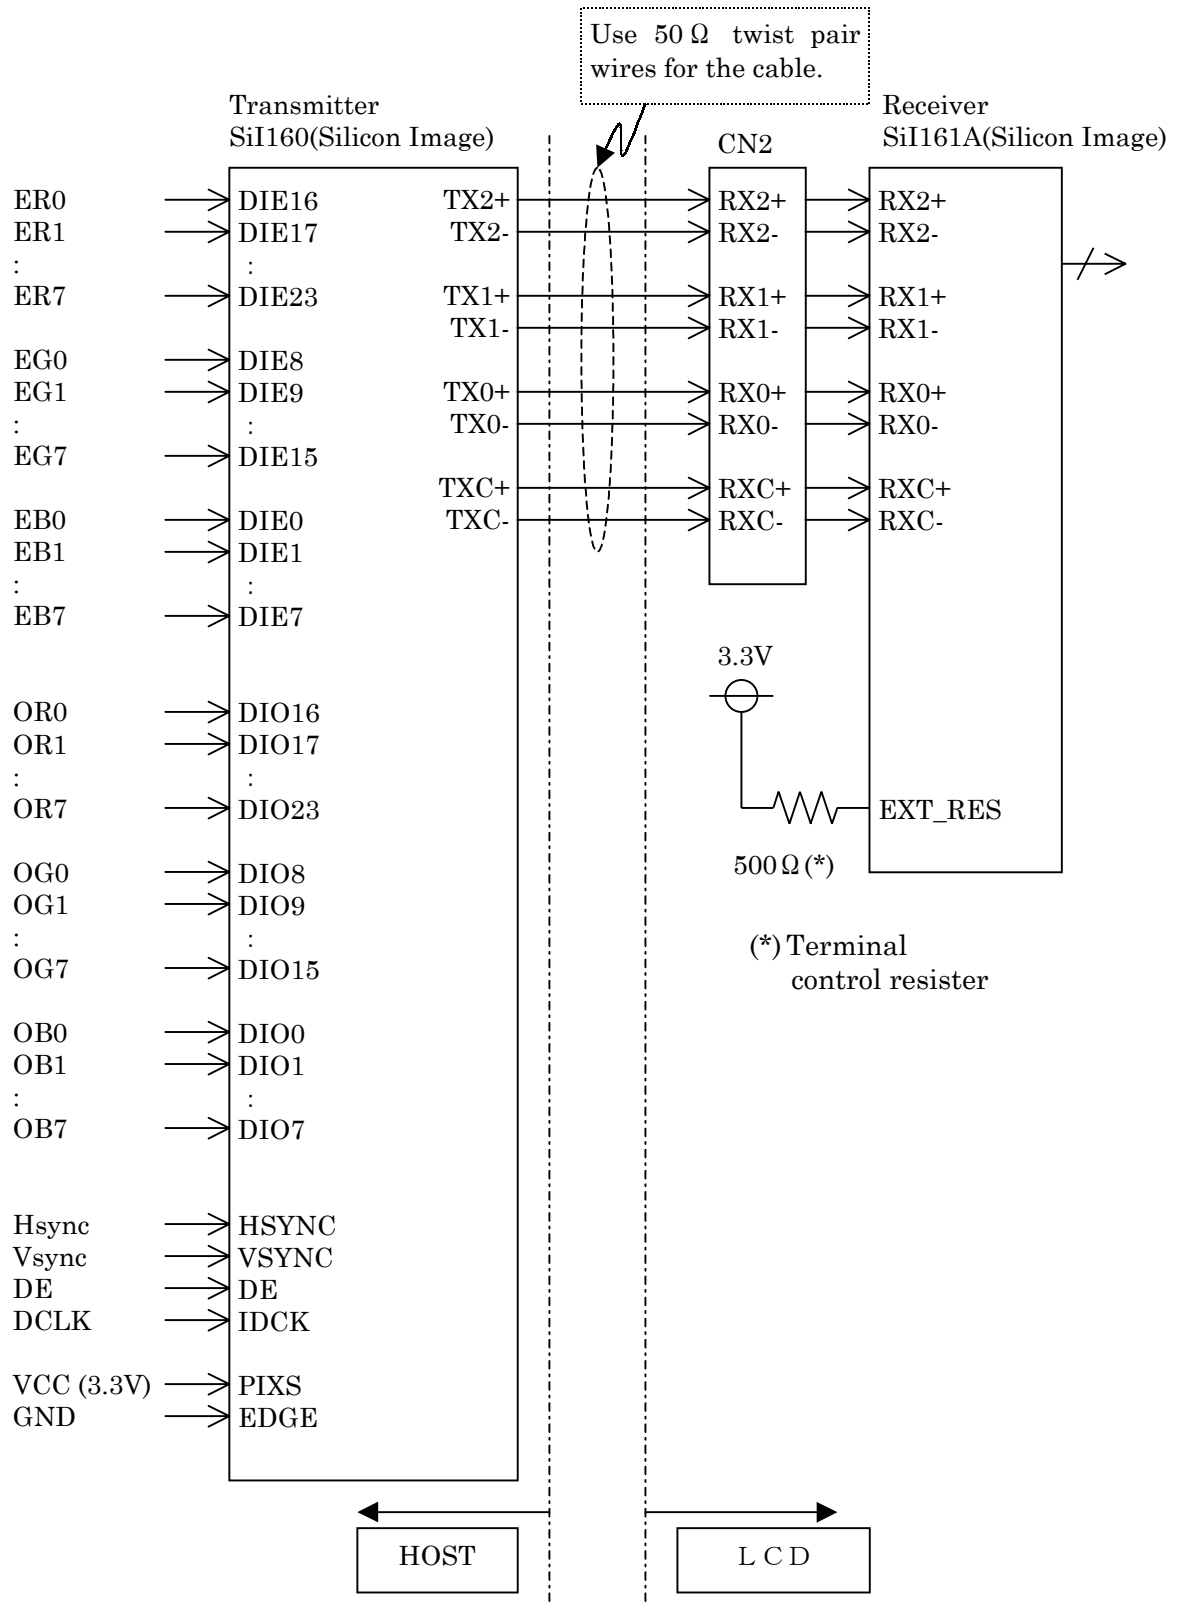 Use 50Ω twist pair
wires for the cable.
Transmitter
SiI160(Silicon Image)
CN2
Receiver
SiI161A(Silicon Image)
ER0 DIE16 TX2+ RX2+ RX2+
ER1 DIE17 TX2- RX2- RX2-
: :
ER7 DIE23 TX1+ RX1+ RX1+
TX1- RX1- RX1-
EG0 DIE8
EG1 DIE9 TX0+ RX0+ RX0+
: : TX0- RX0- RX0-
EG7 DIE15
TXC+ RXC+ RXC+
EB0 DIE0 TXC- RXC- RXC-
EB1 DIE1
: :
EB7 DIE7
3.3V
OR0 DIO16
OR1 DIO17
: :
OR7 DIO23 EXT_RES
500Ω(*)
OG0 DIO8
OG1 DIO9
: :
OG7 DIO15
(*)Terminal
control resister
OB0 DIO0
OB1 DIO1
: :
OB7 DIO7
Hsync HSYNC
Vsync VSYNC
DE DE
DCLK IDCK
VCC (3.3V) PIXS
GND EDGE
HOST LCD